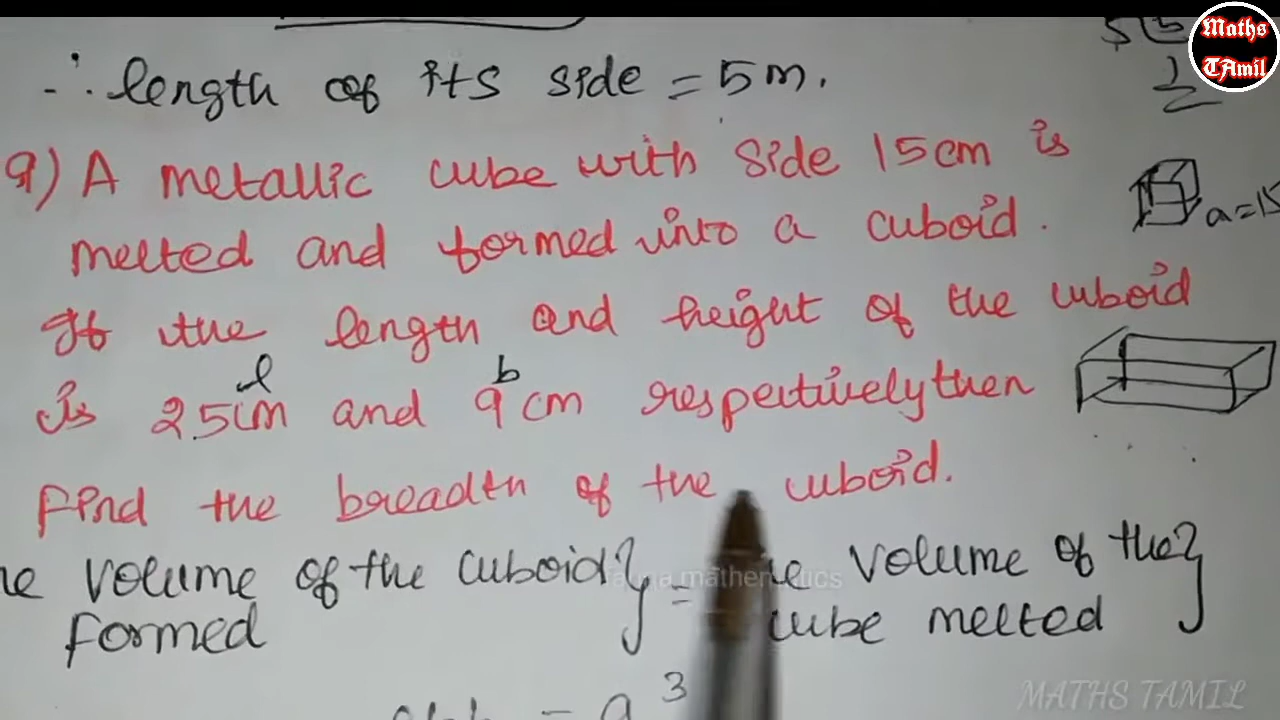 ∴ length of its side = 5m.
9) A metallic cube with side 15cm is
melted and formed into a cuboid.
If the length and height of the cuboid
is 25cm and 9cm respectively then
l b
find the breadth of the cuboid.
volume of the cuboid} = volume of the}
formed cube melted
= a³
a=15
Maths
TAmil
MATHS TAMIL